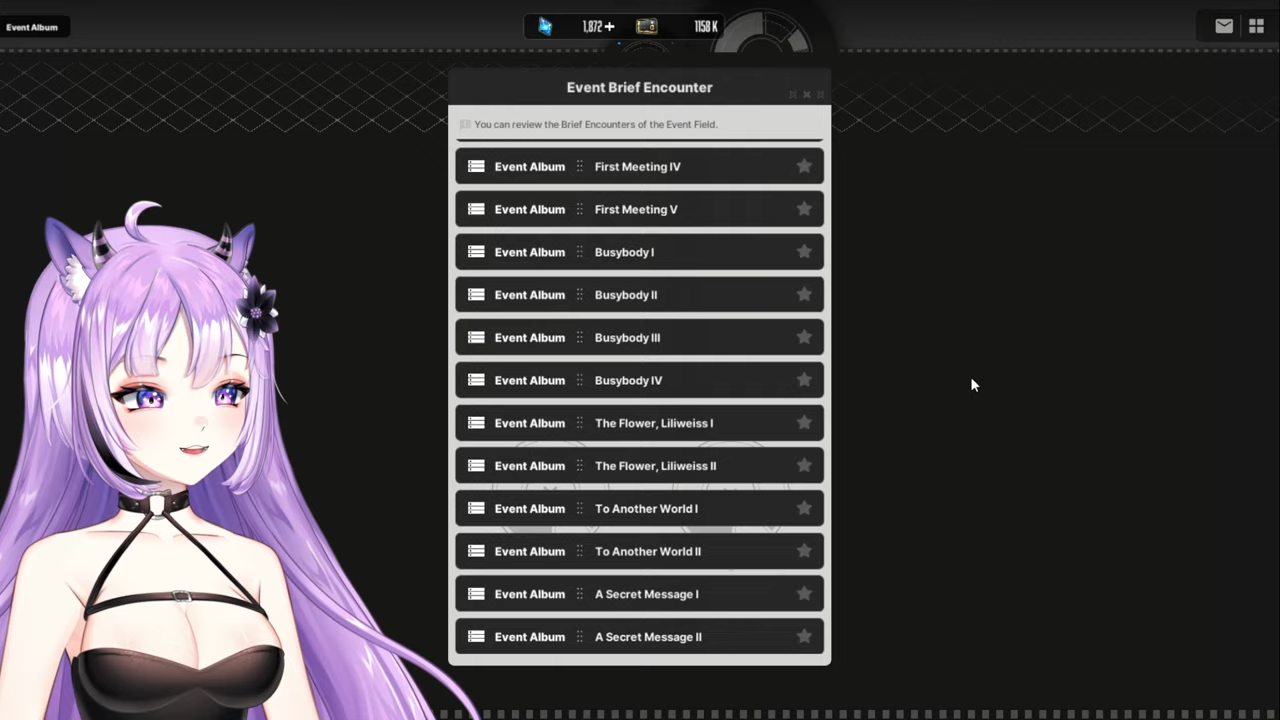 Event Album
1,872 +
1158 K
Event Brief Encounter
You can review the Brief Encounters of the Event Field.
Event Album First Meeting IV
Event Album First Meeting V
Event Album Busybody I
Event Album Busybody II
Event Album Busybody III
Event Album Busybody IV
Event Album The Flower, Liliweiss I
Event Album The Flower, Liliweiss II
Event Album To Another World I
Event Album To Another World II
Event Album A Secret Message I
Event Album A Secret Message II